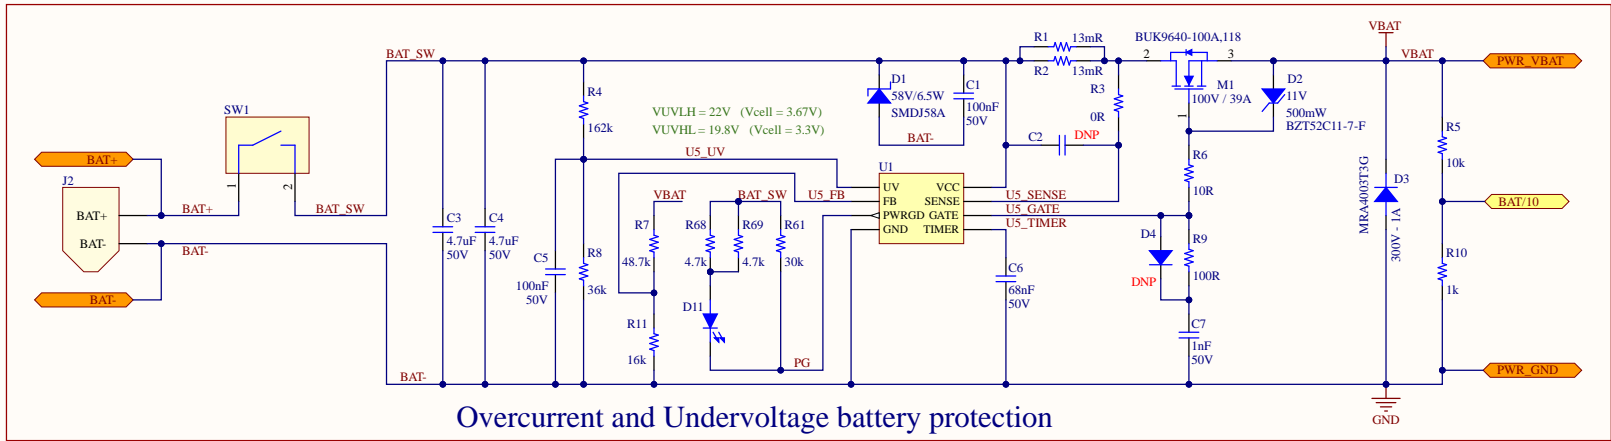 VBAT
R1 13mR
BUK9640-100A,118
BAT_SW
R2 13mR
2 3
VBAT
PWR_VBAT
D1
58V/6.5W
SMDJ58A
C1
100nF
50V
R3
0R
M1
100V / 39A
1
D2
11V
500mW
BZT52C11-7-F
R4
162k
VUVLH = 22V (Vcell = 3.67V)
VUVHL = 19.8V (Vcell = 3.3V)
SW1
1 2
BAT-
C2
DNP
R5
10k
BAT+
J2
BAT+
BAT-
BAT+
BAT_SW
BAT-
BAT-
U5_UV
U1
UV
FB
PWRGD
GND
VCC
SENSE
GATE
TIMER
U5_FB
U5_SENSE
U5_GATE
U5_TIMER
R6
10R
MRA4003T3G
300V - 1A
D3
BAT/10
VBAT
BAT_SW
C3
4.7uF
50V
C4
4.7uF
50V
R7
48.7k
R68
4.7k
R69
4.7k
R61
30k
D4
DNP
R9
100R
R10
1k
C5
100nF
50V
R8
36k
C6
68nF
50V
D11
R11
16k
C7
1nF
50V
PG
PWR_GND
BAT-
GND
Overcurrent and Undervoltage battery protection